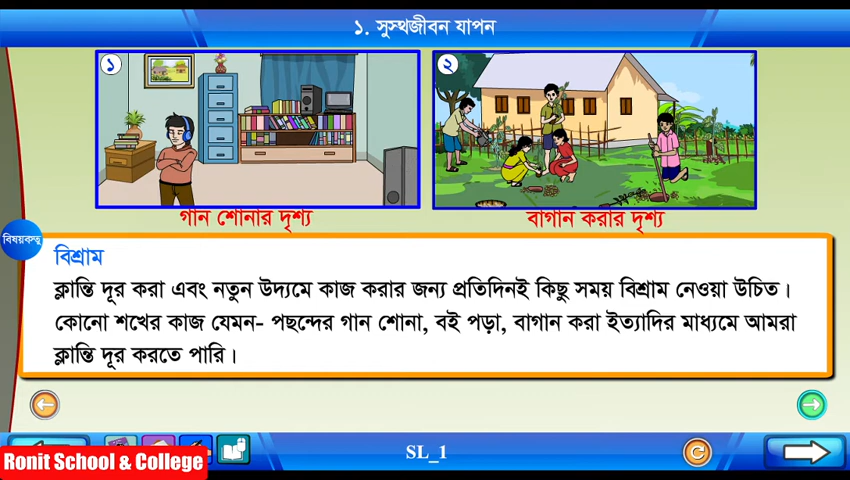 ১. সুস্থজীবন যাপন
১
২
গান শোনার দৃশ্য
বাগান করার দৃশ্য
বিষয়বস্তু
বিশ্রাম
ক্লান্তি দূর করা এবং নতুন উদ্যমে কাজ করার জন্য প্রতিদিনই কিছু সময় বিশ্রাম নেওয়া উচিত।
কোনো শখের কাজ যেমন- পছন্দের গান শোনা, বই পড়া, বাগান করা ইত্যাদির মাধ্যমে আমরা
ক্লান্তি দূর করতে পারি।
SL_1
Ronit School & College